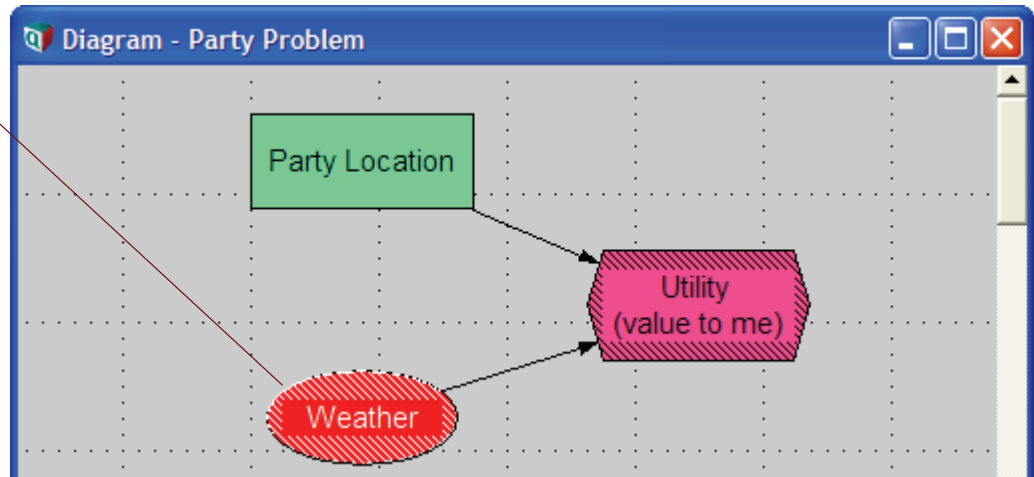 Diagram - Party Problem
Party Location
Utility
(value to me)
Weather